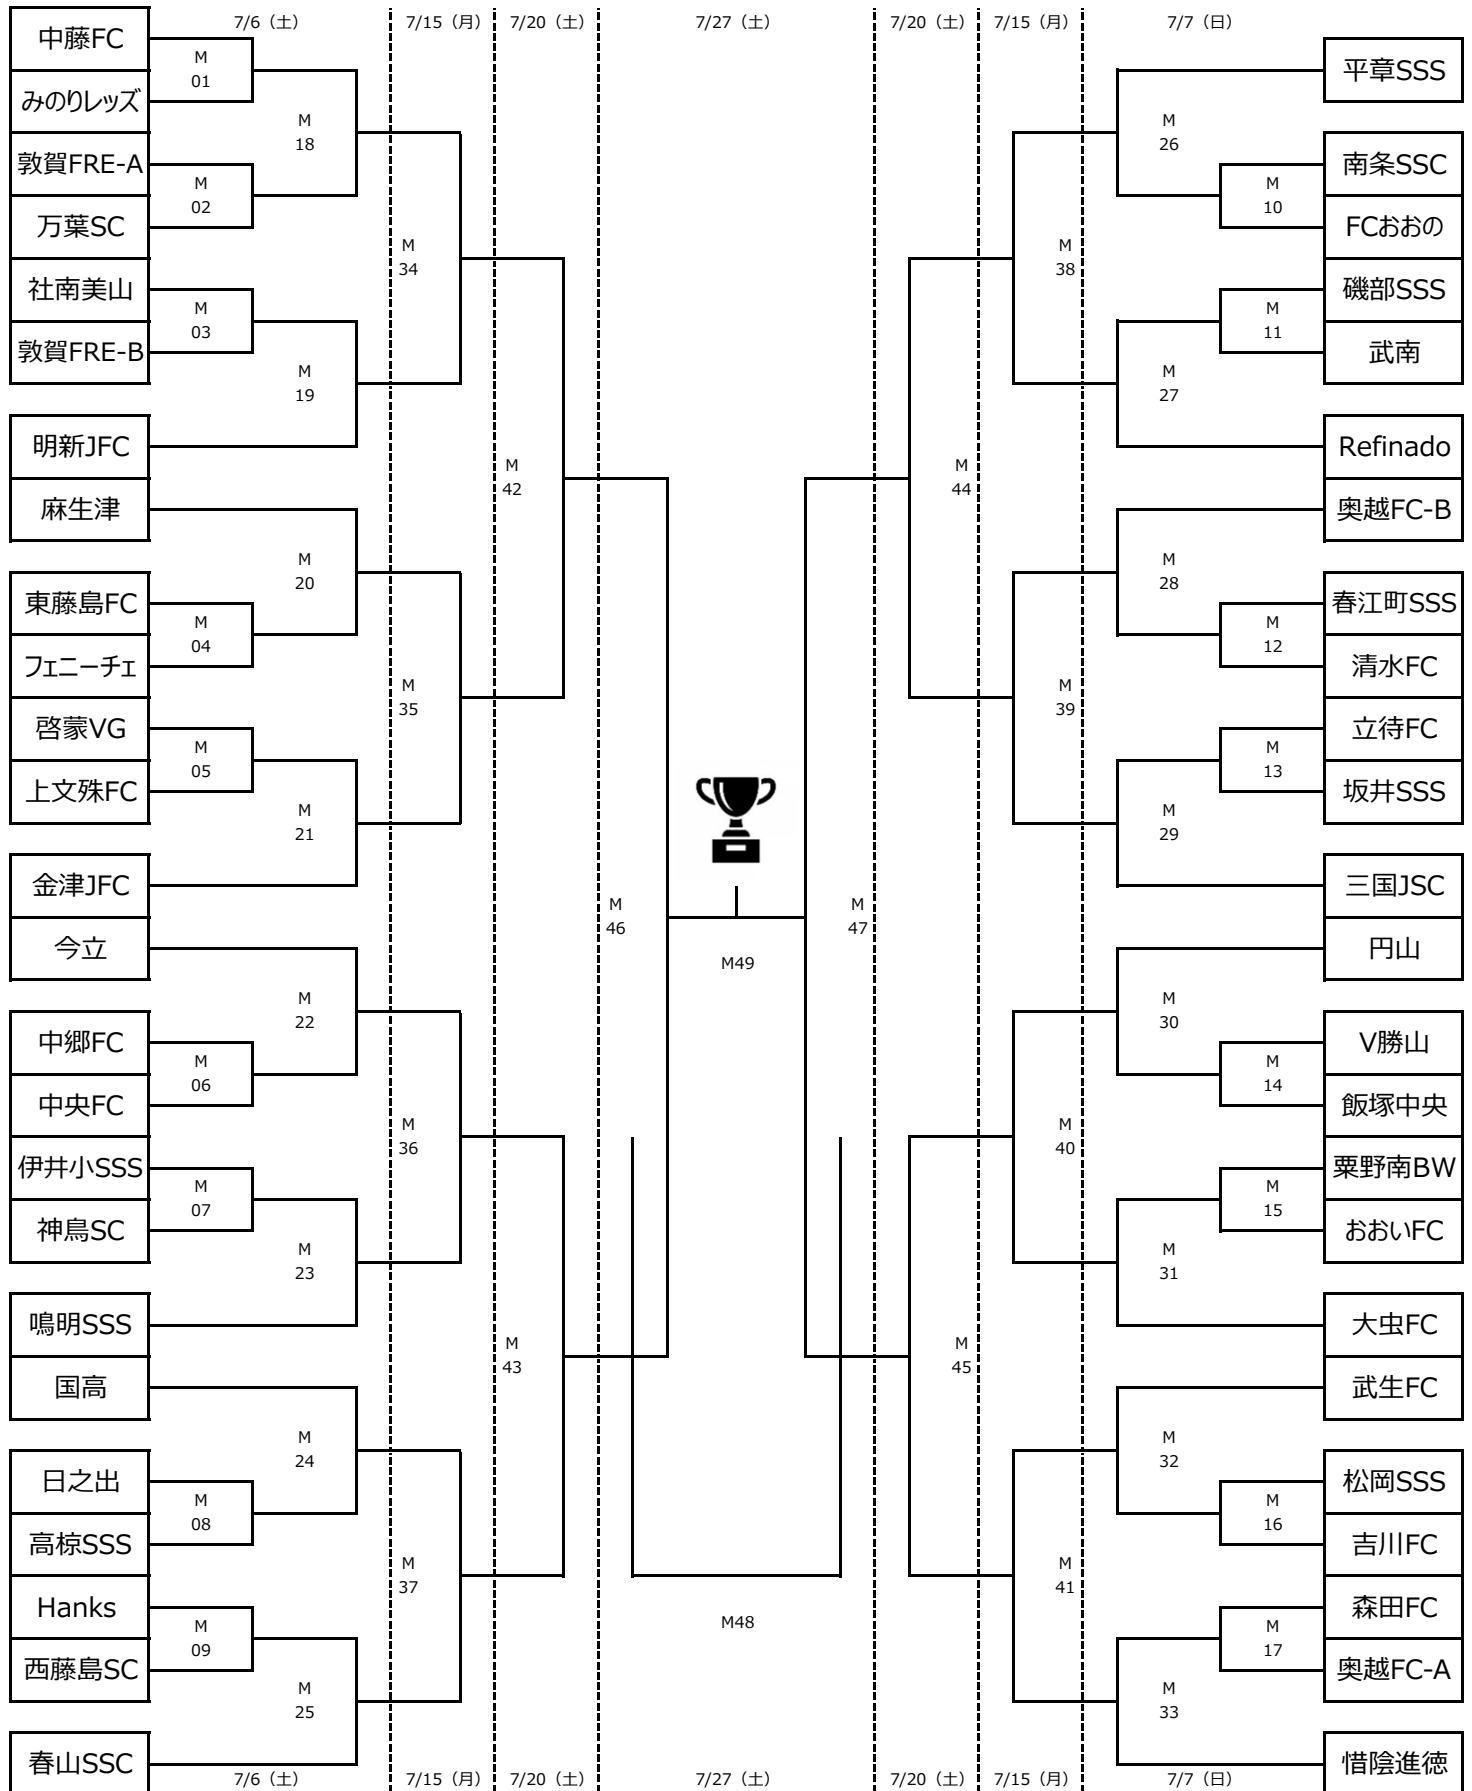 7/6（土） 7/15（月） 7/20（土） 7/27（土） 7/20（土） 7/15（月） 7/7（日）
中藤FC
みのりレッズ
敦賀FRE-A
万葉SC
社南美山
敦賀FRE-B
明新JFC
麻生津
東藤島FC
フェニーチェ
啓蒙VG
上文殊FC
金津JFC
今立
中郷FC
中央FC
伊井小SSS
神鳥SC
鳴明SSS
国高
日之出
高椋SSS
Hanks
西藤島SC
春山SSC
M
01
M
02
M
03
M
04
M
05
M
06
M
07
M
08
M
09
M
18
M
19
M
20
M
21
M
22
M
23
M
24
M
25
M
34
M
35
M
36
M
37
M
42
M
43
M
46
M49
M48
M
47
M
44
M
45
M
38
M
39
M
40
M
41
M
26
M
27
M
28
M
29
M
30
M
31
M
32
M
33
M
10
M
11
M
12
M
13
M
14
M
15
M
16
M
17
平章SSS
南条SSC
FCおおの
磯部SSS
武南
Refinado
奥越FC-B
春江町SSS
清水FC
立待FC
坂井SSS
三国JSC
円山
V勝山
飯塚中央
粟野南BW
おおいFC
大虫FC
武生FC
松岡SSS
吉川FC
森田FC
奥越FC-A
惜陰進徳
7/6（土） 7/15（月） 7/20（土） 7/27（土） 7/20（土） 7/15（月） 7/7（日）